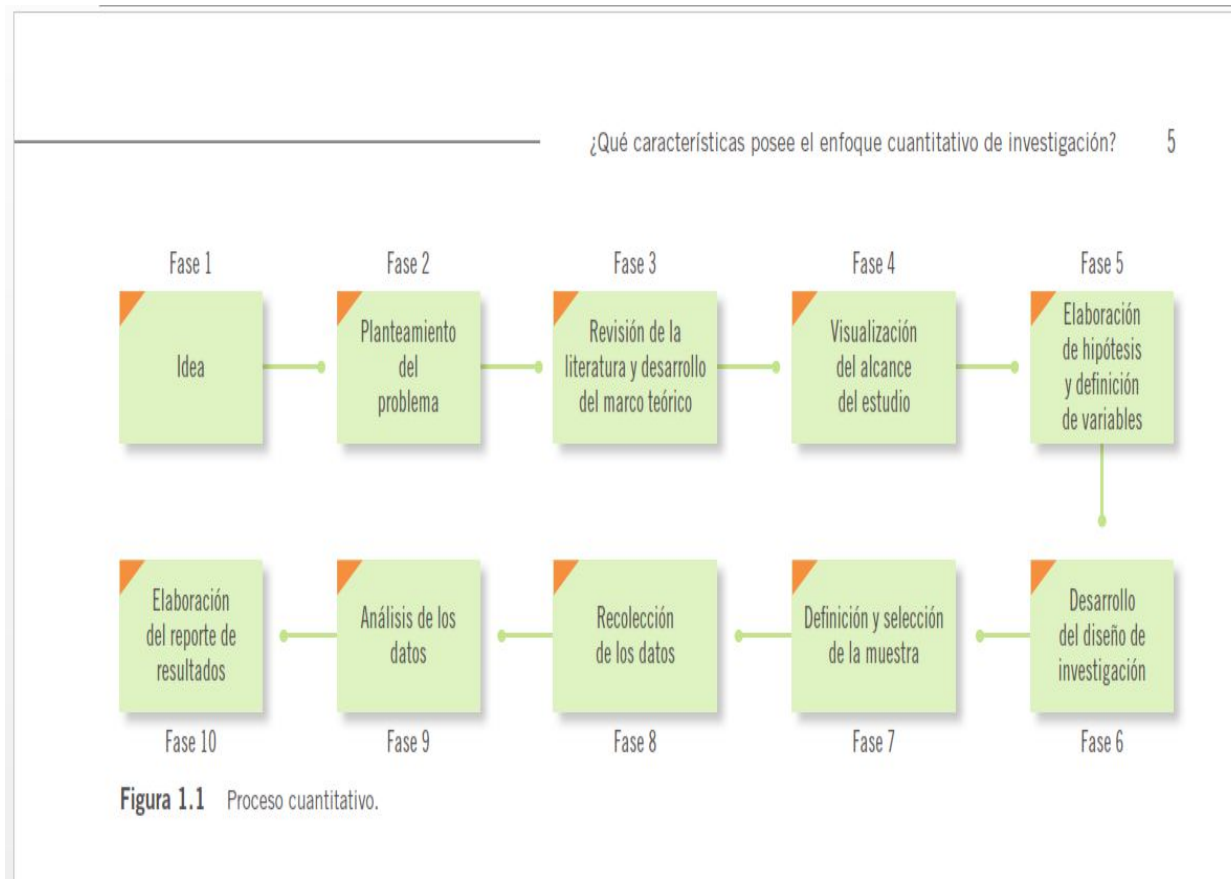 ¿Qué características posee el enfoque cuantitativo de investigación? 5
Fase 1
Fase 2
Fase 3
Fase 4
Fase 5
Idea
Planteamiento
del
problema
Revisión de la
literatura y desarrollo
del marco teórico
Visualización
del alcance
del estudio
Elaboración
de hipótesis
y definición
de variables
Desarrollo
del diseño de
investigación
Definición y selección
de la muestra
Recolección
de los datos
Análisis de los
datos
Elaboración
del reporte de
resultados
Fase 10
Fase 9
Fase 8
Fase 7
Fase 6
Figura 1.1 Proceso cuantitativo.